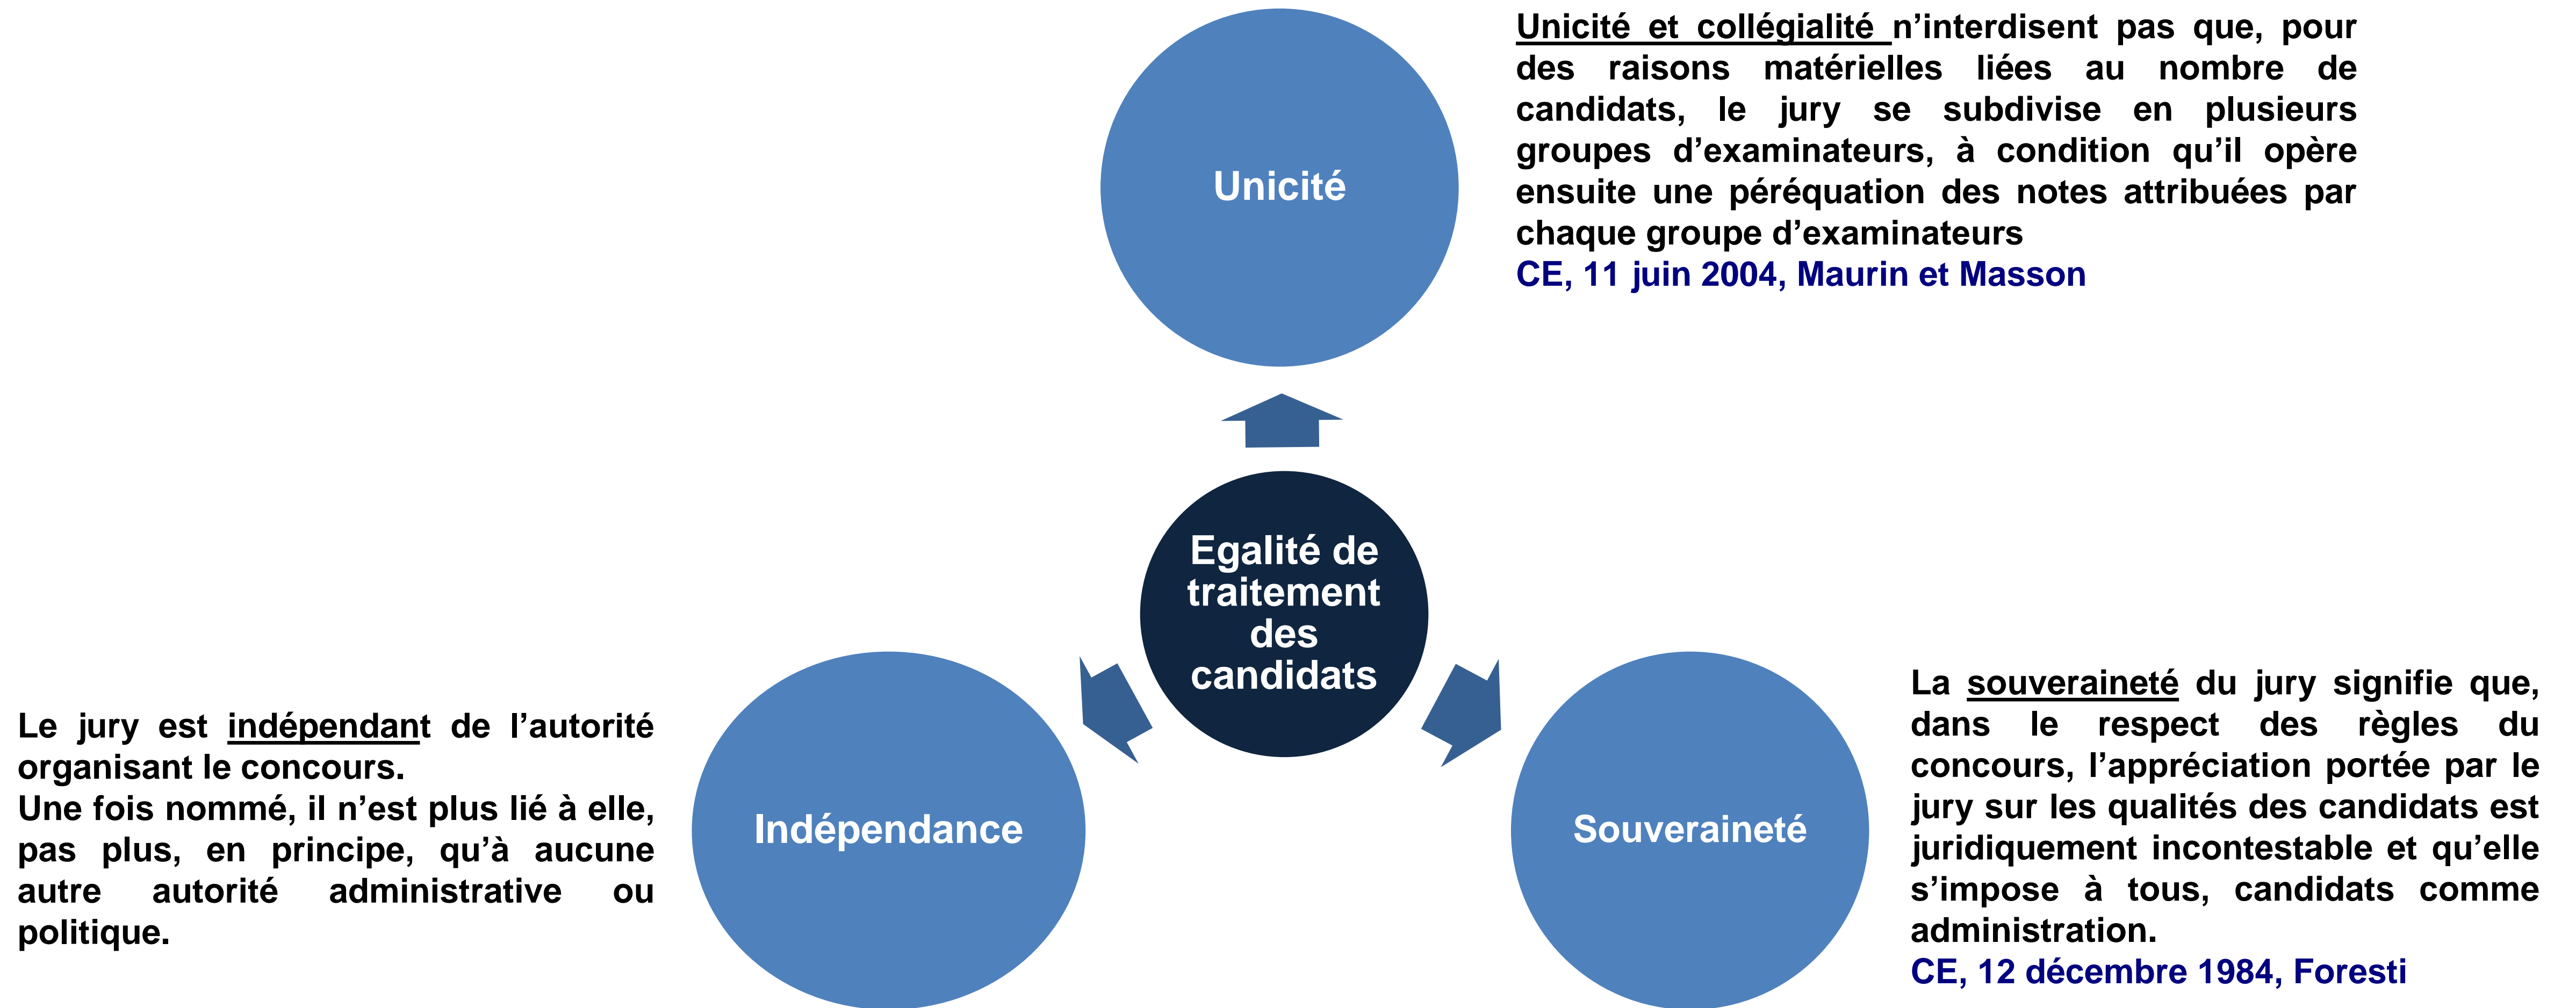 Unicité et collégialité n’interdisent pas que, pour
des raisons matérielles liées au nombre de
candidats, le jury se subdivise en plusieurs
groupes d’examinateurs, à condition qu’il opère
ensuite une péréquation des notes attribuées par
chaque groupe d’examinateurs
CE, 11 juin 2004, Maurin et Masson
Unicité
Egalité de
traitement
des
candidats
Le jury est indépendant de l’autorité
organisant le concours.
Une fois nommé, il n’est plus lié à elle,
pas plus, en principe, qu’à aucune
autre autorité administrative ou
politique.
Indépendance
Souveraineté
La souveraineté du jury signifie que,
dans le respect des règles du
concours, l’appréciation portée par le
jury sur les qualités des candidats est
juridiquement incontestable et qu’elle
s’impose à tous, candidats comme
administration.
CE, 12 décembre 1984, Foresti